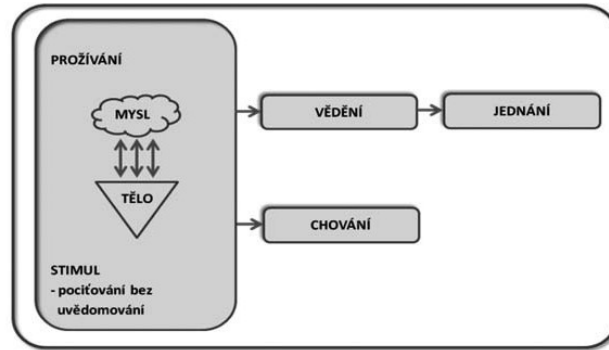 PROŽÍVÁNÍ
MYSL
TĚLO
STIMUL
- pociťování bez
uvědomování
VĚDĚNÍ
JEDNÁNÍ
CHOVÁNÍ